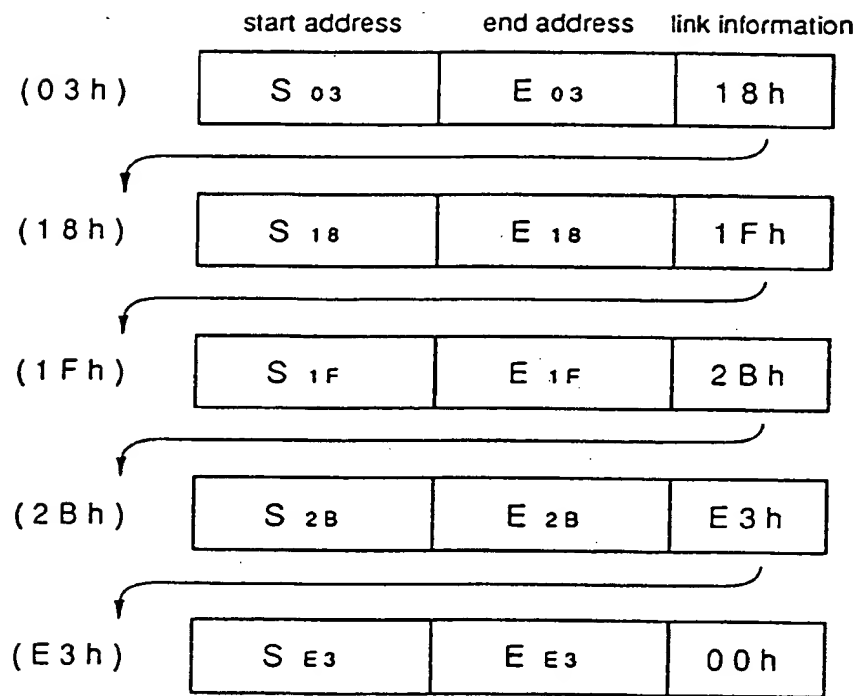 start address end address link information
(03h) S 03 E 03 18h
(18h) S 18 E 18 1Fh
(1Fh) S 1F E 1F 2Bh
(2Bh) S 2B E 2B E3h
(E3h) S E3 E E3 00h